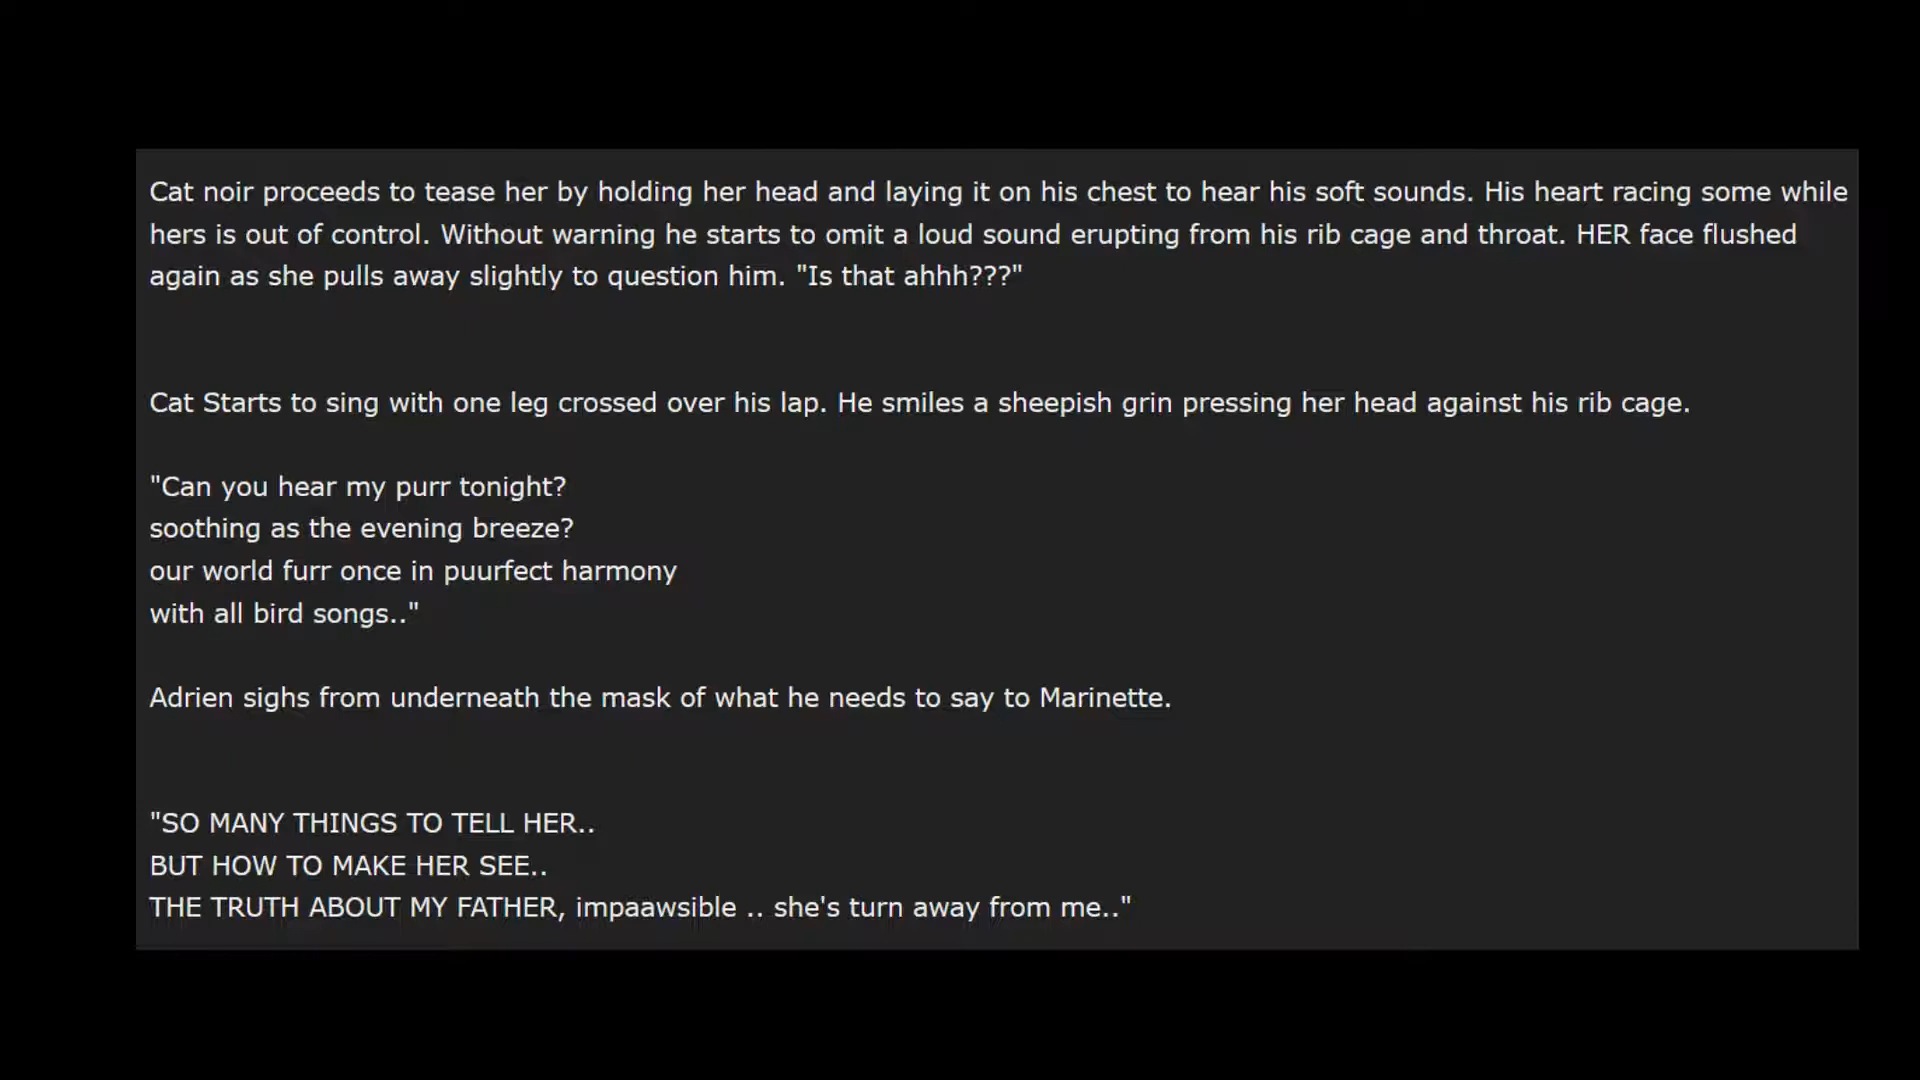 Cat noir proceeds to tease her by holding her head and laying it on his chest to hear his soft sounds. His heart racing some while
hers is out of control. Without warning he starts to omit a loud sound erupting from his rib cage and throat. HER face flushed
again as she pulls away slightly to question him. "Is that ahhh???"
Cat Starts to sing with one leg crossed over his lap. He smiles a sheepish grin pressing her head against his rib cage.
"Can you hear my purr tonight?
soothing as the evening breeze?
our world furr once in puurfect harmony
with all bird songs.."
Adrien sighs from underneath the mask of what he needs to say to Marinette.
"SO MANY THINGS TO TELL HER..
BUT HOW TO MAKE HER SEE..
THE TRUTH ABOUT MY FATHER, impaawsible .. she's turn away from me.."